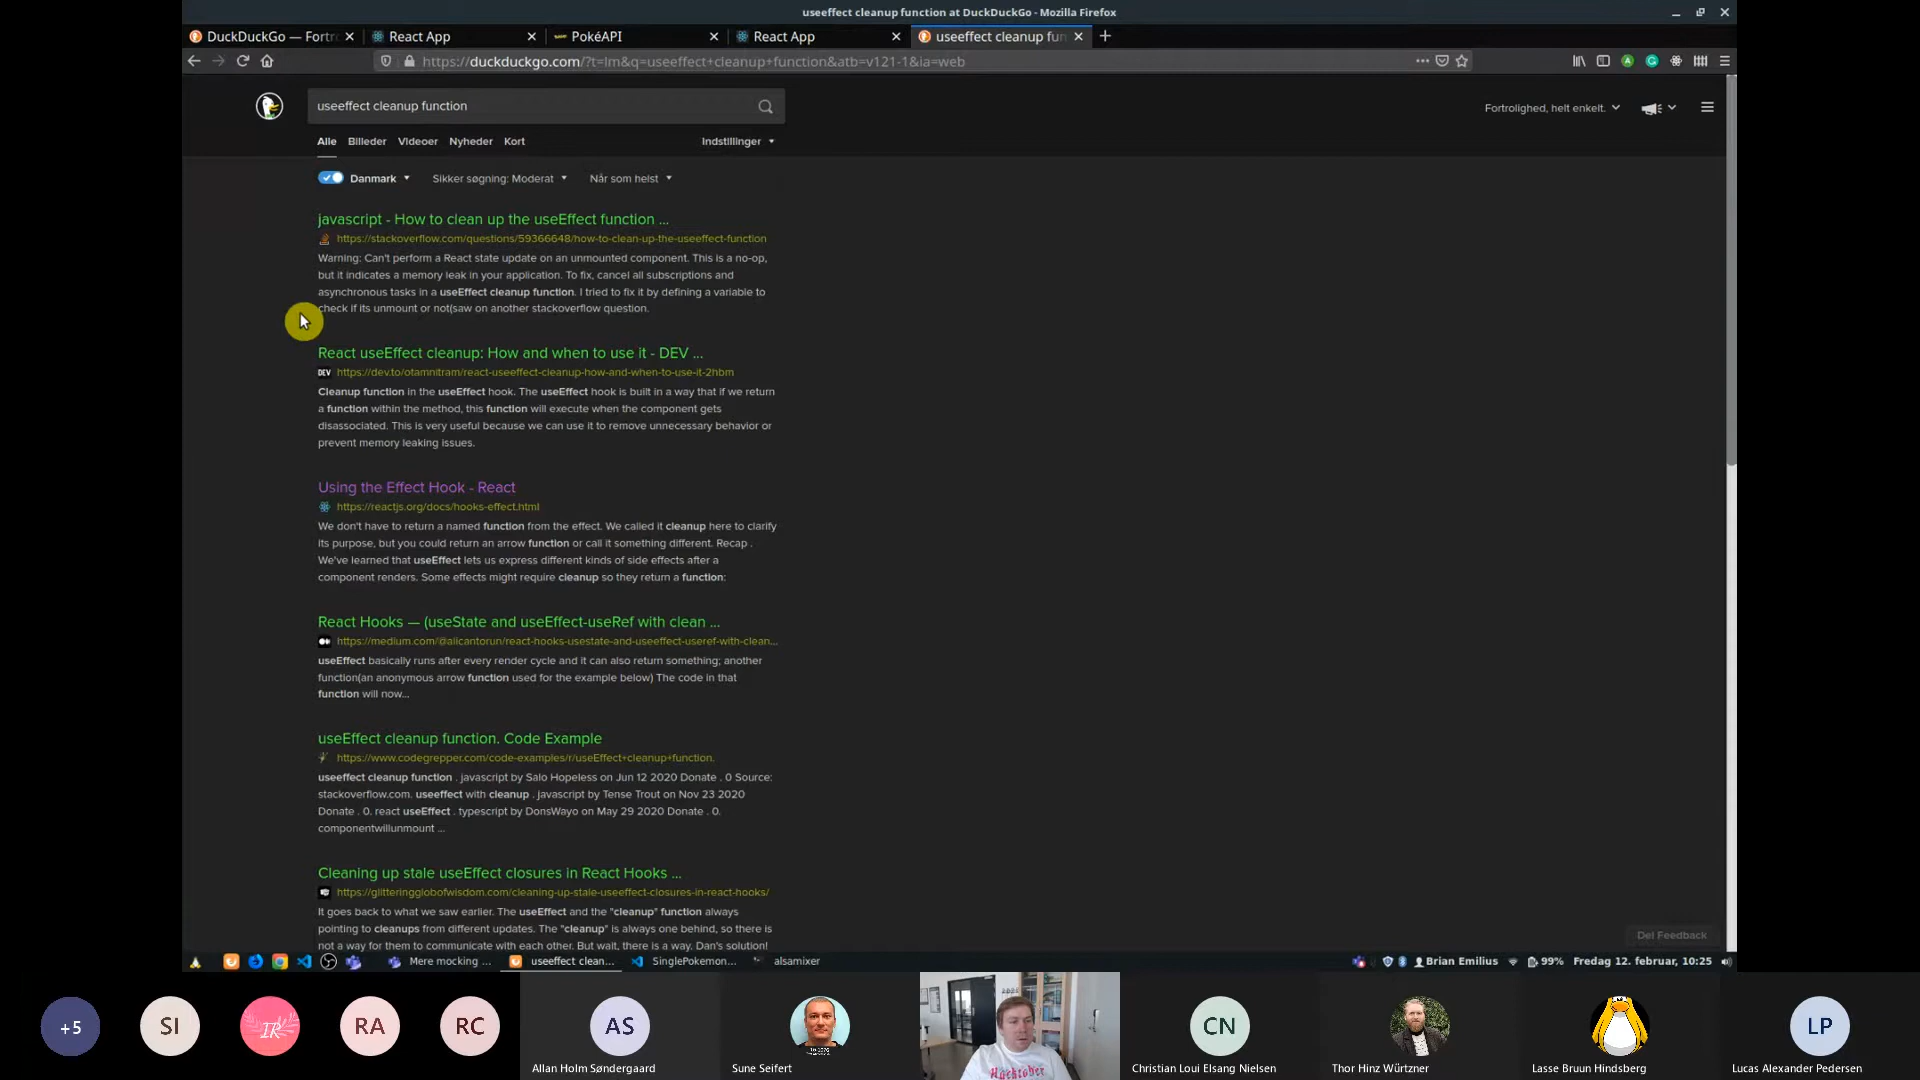 useeffect cleanup function at DuckDuckGo - Mozilla Firefox
DuckDuckGo — Fortro
React App
PokéAPI
React App
useeffect cleanup fun
https://duckduckgo.com/?t=lm&q=useeffect+cleanup+function&atb=v121-1&ia=web
useeffect cleanup function
Fortrolighed, helt enkelt.
Alle Billeder Videoer Nyheder Kort Indstillinger
Danmark Sikker søgning: Moderat Når som helst
javascript - How to clean up the useEffect function ...
https://stackoverflow.com/questions/59366648/how-to-clean-up-the-useeffect-function
Warning: Can't perform a React state update on an unmounted component. This is a no-op,
but it indicates a memory leak in your application. To fix, cancel all subscriptions and
asynchronous tasks in a useEffect cleanup function. I tried to fix it by defining a variable to
check if its unmount or not(saw on another stackoverflow question.
React useEffect cleanup: How and when to use it - DEV ...
DEV https://dev.to/otamnitram/react-useeffect-cleanup-how-and-when-to-use-it-2hbm
Cleanup function in the useEffect hook. The useEffect hook is built in a way that if we return
a function within the method, this function will execute when the component gets
disassociated. This is very useful because we can use it to remove unnecessary behavior or
prevent memory leaking issues.
Using the Effect Hook - React
https://reactjs.org/docs/hooks-effect.html
We don't have to return a named function from the effect. We called it cleanup here to clarify
its purpose, but you could return an arrow function or call it something different. Recap .
We've learned that useEffect lets us express different kinds of side effects after a
component renders. Some effects might require cleanup so they return a function:
React Hooks — (useState and useEffect-useRef with clean ...
https://medium.com/@alicantorun/react-hooks-usestate-and-useeffect-useref-with-clean...
useEffect basically runs after every render cycle and it can also return something; another
function(an anonymous arrow function used for the example below) The code in that
function will now...
useEffect cleanup function. Code Example
https://www.codegrepper.com/code-examples/r/useEffect+cleanup+function.
useeffect cleanup function . javascript by Salo Hopeless on Jun 12 2020 Donate . 0 Source:
stackoverflow.com. useeffect with cleanup . javascript by Tense Trout on Nov 23 2020
Donate . 0. react useEffect . typescript by DonsWayo on May 29 2020 Donate . 0.
componentwillunmount ...
Cleaning up stale useEffect closures in React Hooks ...
https://glitteringglobofwisdom.com/cleaning-up-stale-useeffect-closures-in-react-hooks/
It goes back to what we saw earlier. The useEffect and the "cleanup" function always
pointing to cleanups from different updates. The "cleanup" is always one behind, so there is
not a way for them to communicate with each other. But wait, there is a way. Dan's solution!
Del Feedback
Mere mocking ... useeffect clean... SinglePokemon... alsamixer
Brian Emilius 99% Fredag 12. februar, 10:25
+5
SI
RA
RC
AS
CN
LP
Allan Holm Søndergaard
Sune Seifert
Christian Loui Elsang Nielsen
Thor Hinz Würtzner
Lasse Bruun Hindsberg
Lucas Alexander Pedersen